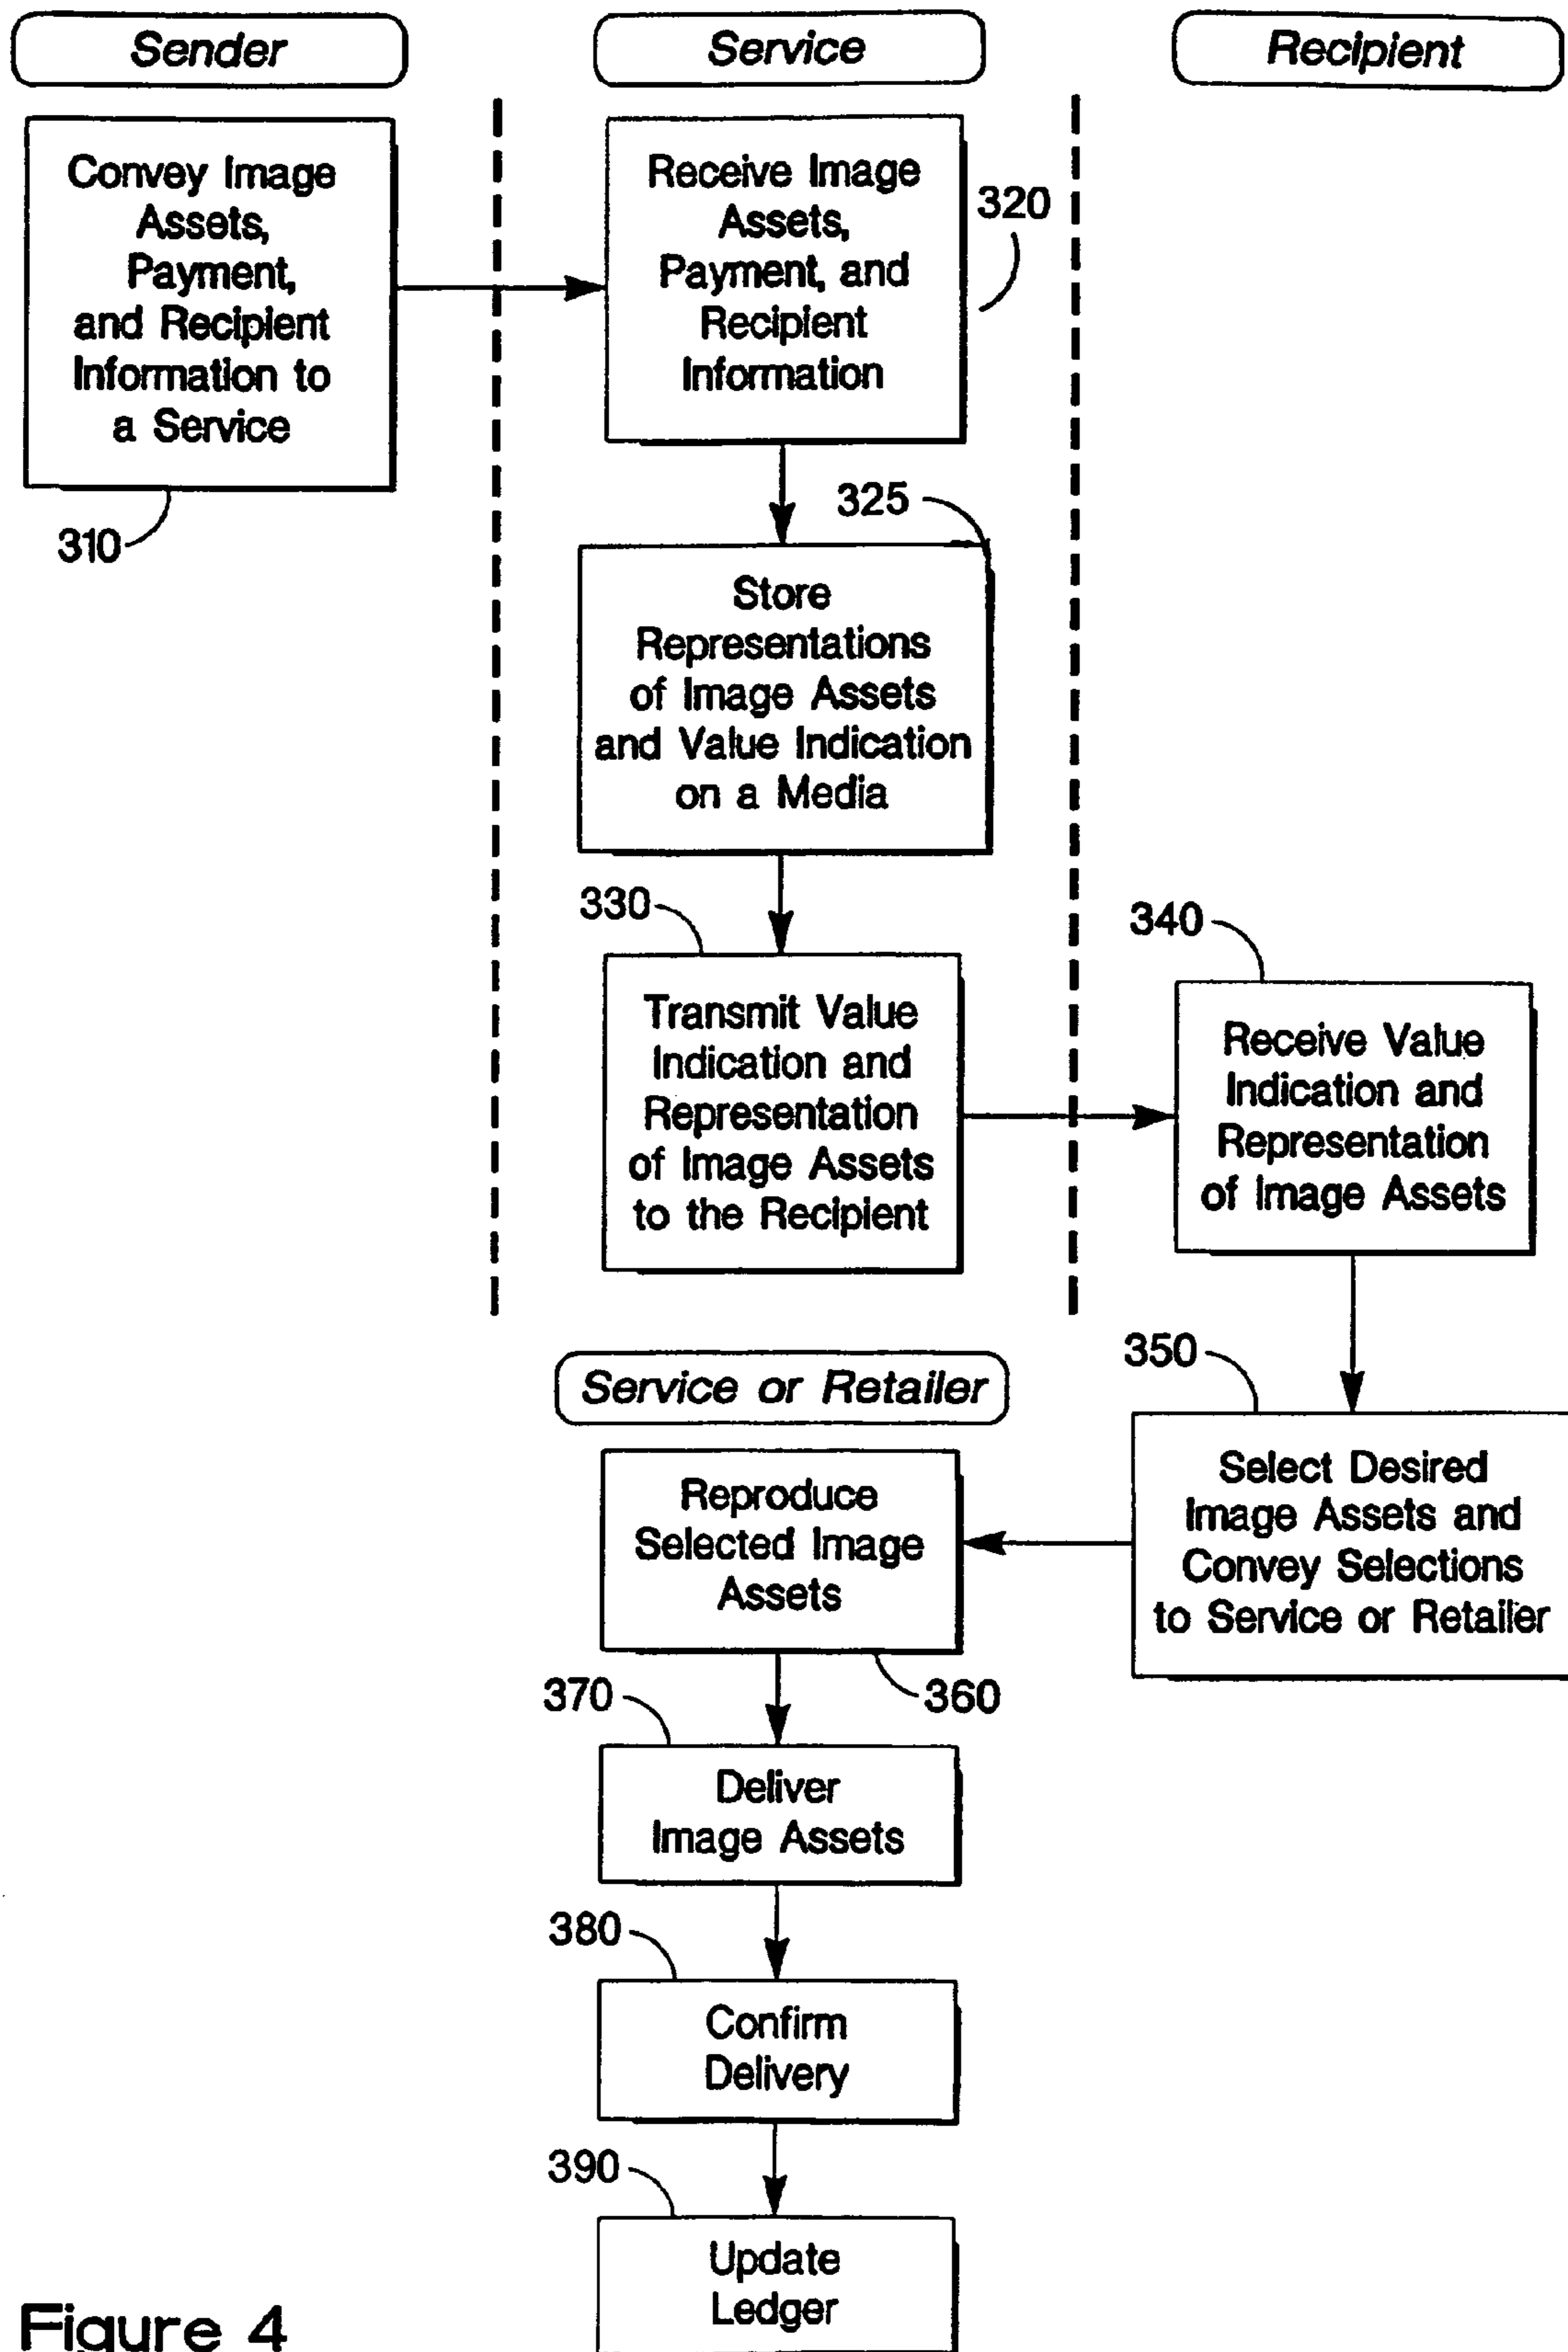 Sender
Service
Recipient
Convey Image
Assets,
Payment,
and Recipient
Information to
a Service
310
Receive Image
Assets,
Payment, and
Recipient
Information
320
325
Store
Representations
of Image Assets
and Value Indication
on a Media
330
Transmit Value
Indication and
Representation
of Image Assets
to the Recipient
340
Receive Value
Indication and
Representation
of Image Assets
350
Select Desired
Image Assets and
Convey Selections
to Service or Retailer
Service or Retailer
Reproduce
Selected Image
Assets
360
370
Deliver
Image Assets
380
Confirm
Delivery
390
Update
Ledger
Figure 4